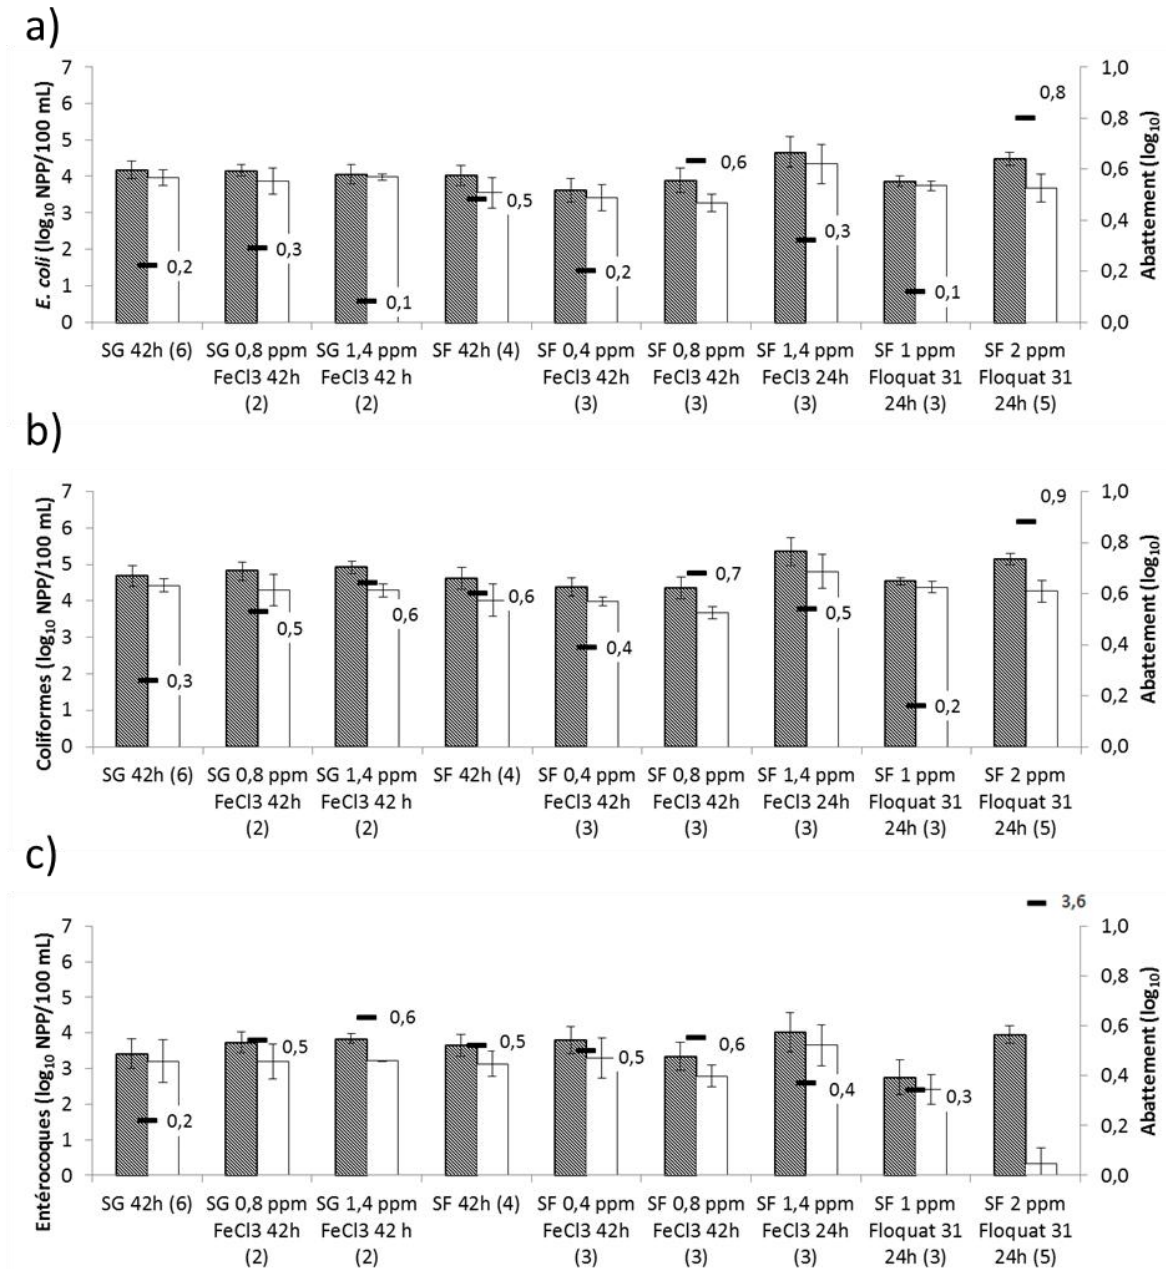 a)
7
6
5
4
3
2
1
0
E. coli (log10 NPP/100 mL)
1,0
0,8
0,6
0,4
0,2
0,0
Abattement (log10)
0,2
0,3
0,1
0,5
0,2
0,6
0,3
0,1
0,8
SG 42h (6)
SG 0,8 ppm
FeCl3 42h
(2)
SG 1,4 ppm
FeCl3 42 h
(2)
SF 42h (4)
SF 0,4 ppm
FeCl3 42h
(3)
SF 0,8 ppm
FeCl3 42h
(3)
SF 1,4 ppm
FeCl3 24h
(3)
SF 1 ppm
Floquat 31
24h (3)
SF 2 ppm
Floquat 31
24h (5)
b)
7
6
5
4
3
2
1
0
Coliformes (log10 NPP/100 mL)
1,0
0,8
0,6
0,4
0,2
0,0
Abattement (log10)
0,3
0,5
0,6
0,6
0,4
0,7
0,5
0,2
0,9
SG 42h (6)
SG 0,8 ppm
FeCl3 42h
(2)
SG 1,4 ppm
FeCl3 42 h
(2)
SF 42h (4)
SF 0,4 ppm
FeCl3 42h
(3)
SF 0,8 ppm
FeCl3 42h
(3)
SF 1,4 ppm
FeCl3 24h
(3)
SF 1 ppm
Floquat 31
24h (3)
SF 2 ppm
Floquat 31
24h (5)
c)
7
6
5
4
3
2
1
0
Entérocoques (log10 NPP/100 mL)
1,0
0,8
0,6
0,4
0,2
0,0
Abattement (log10)
0,2
0,5
0,6
0,5
0,5
0,6
0,4
0,3
3,6
SG 42h (6)
SG 0,8 ppm
FeCl3 42h
(2)
SG 1,4 ppm
FeCl3 42 h
(2)
SF 42h (4)
SF 0,4 ppm
FeCl3 42h
(3)
SF 0,8 ppm
FeCl3 42h
(3)
SF 1,4 ppm
FeCl3 24h
(3)
SF 1 ppm
Floquat 31
24h (3)
SF 2 ppm
Floquat 31
24h (5)